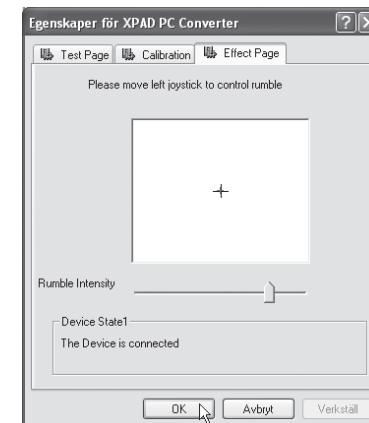 Egenskaper för XPAD PC Converter
Test Page Calibration Effect Page
Please move left joystick to control rumble
Rumble Intensity
Device State1
The Device is connected
OK Avbryt Verkställ